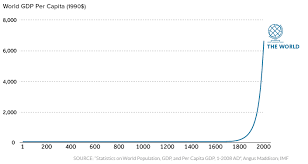 World GDP Per Capita (1990$)
8,000
THE WORLD
6,000
4,000
2,000
0
1 200 400 600 800 1000 1200 1400 1600 1800 2000
SOURCE: "Statistics on World Population, GDP, and Per Capita GDP, © 2008 AD", Angus Maddison; IMF